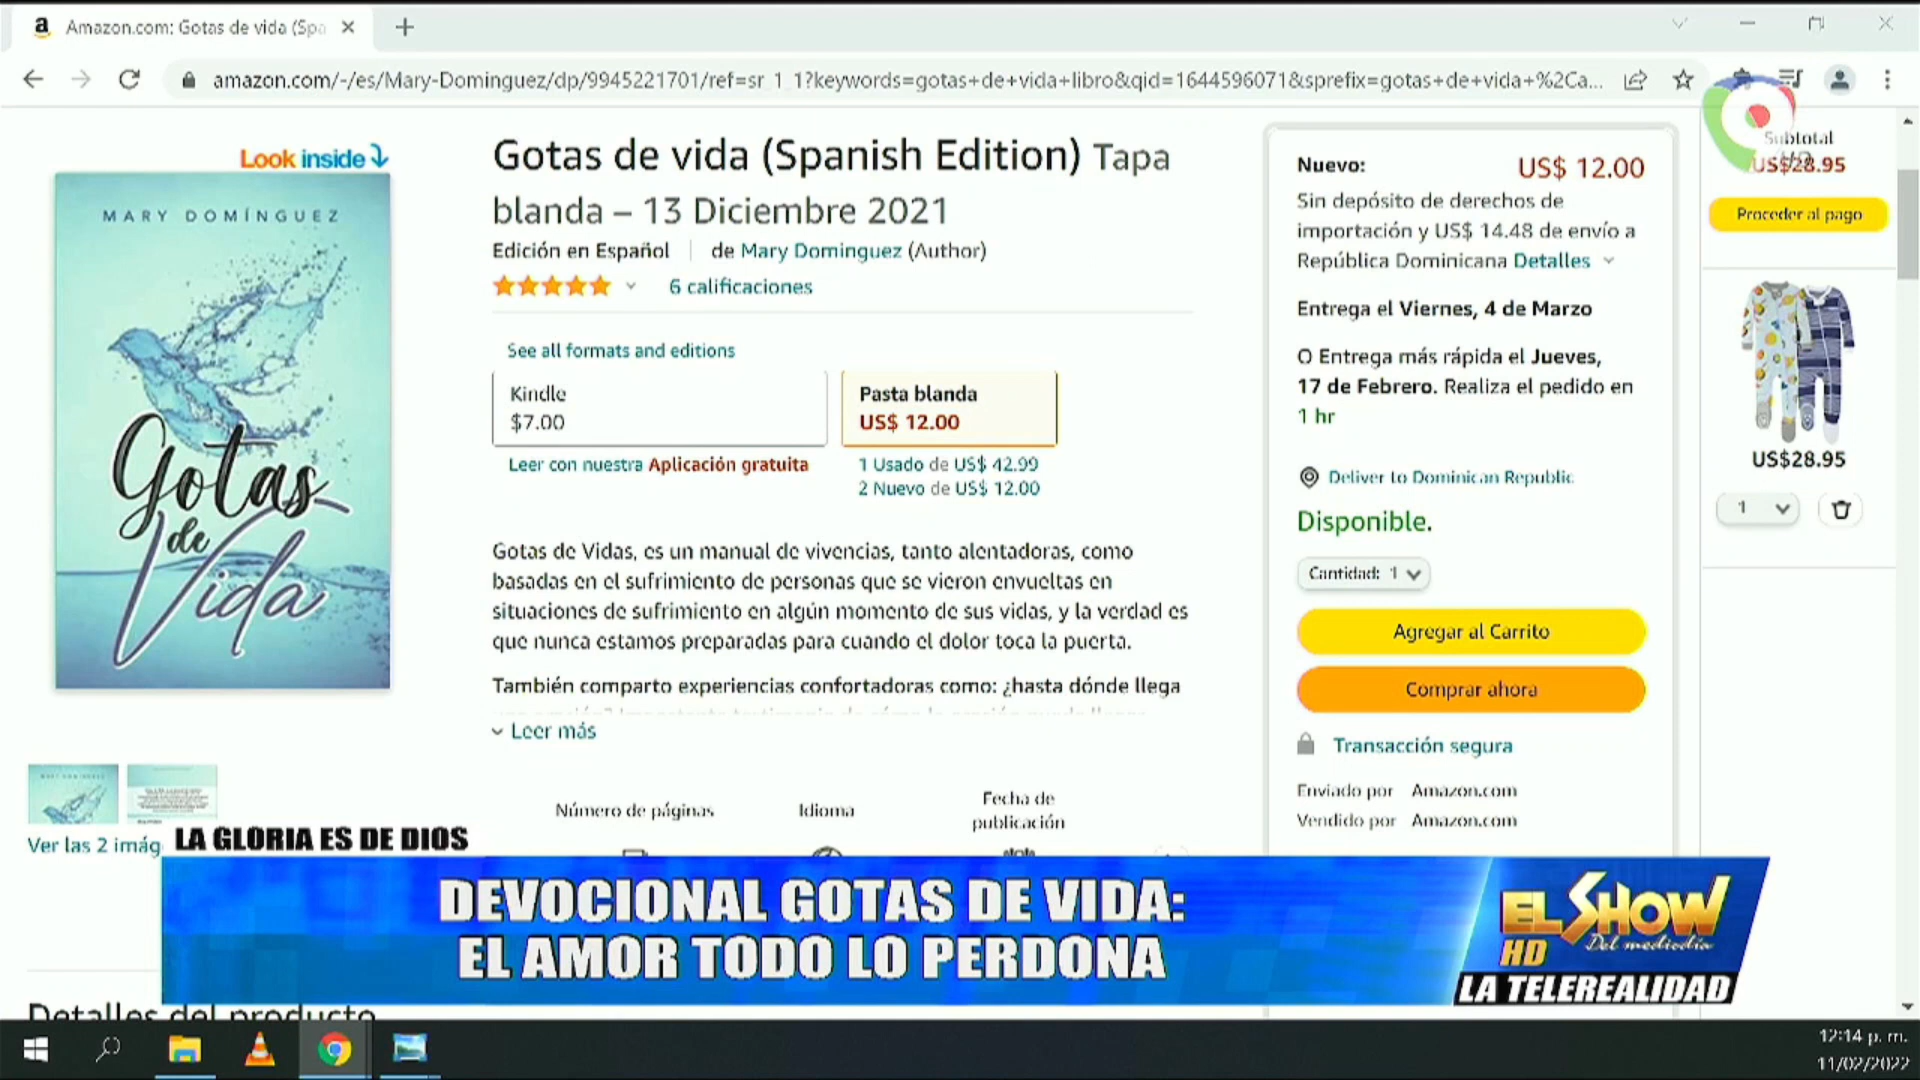 Amazon.com: Gotas de vida (Spa
amazon.com/-/es/Mary-Dominguez/dp/9945221701/ref=sr_1_1?keywords=gotas+de+vida+libro&qid=1644596071&sprefix=gotas+de+vida+%2Ca...
Look inside
MARY DOMÍNGUEZ
Gotas
de
Vida
Ver las 2 imág
Gotas de vida (Spanish Edition) Tapa
blanda – 13 Diciembre 2021
Edición en Español | de Mary Dominguez (Author)
6 calificaciones
See all formats and editions
Kindle
$7.00
Leer con nuestra Aplicación gratuita
Pasta blanda
US$ 12.00
1 Usado de US$ 42.99
2 Nuevo de US$ 12.00
Gotas de Vidas, es un manual de vivencias, tanto alentadoras, como
basadas en el sufrimiento de personas que se vieron envueltas en
situaciones de sufrimiento en algún momento de sus vidas, y la verdad es
que nunca estamos preparadas para cuando el dolor toca la puerta.
También comparto experiencias confortadoras como: ¿hasta dónde llega
Leer más
Número de páginas
Idioma
Fecha de
publicación
Nuevo: US$ 12.00
Sin depósito de derechos de
importación y US$ 14.48 de envío a
República Dominicana Detalles
Entrega el Viernes, 4 de Marzo
O Entrega más rápida el Jueves,
17 de Febrero. Realiza el pedido en
1 hr
Deliver to Dominican Republic
Disponible.
Cantidad: 1
Agregar al Carrito
Comprar ahora
Transacción segura
Enviado por Amazon.com
Vendido por Amazon.com
Subtotal
US$28.95
Proceder al pago
US$28.95
1
LA GLORIA ES DE DIOS
DEVOCIONAL GOTAS DE VIDA:
EL AMOR TODO LO PERDONA
EL SHOW
Del mediodía
HD
LA TELEREALIDAD
Detalles del producto
12:14 p. m.
11/02/2022